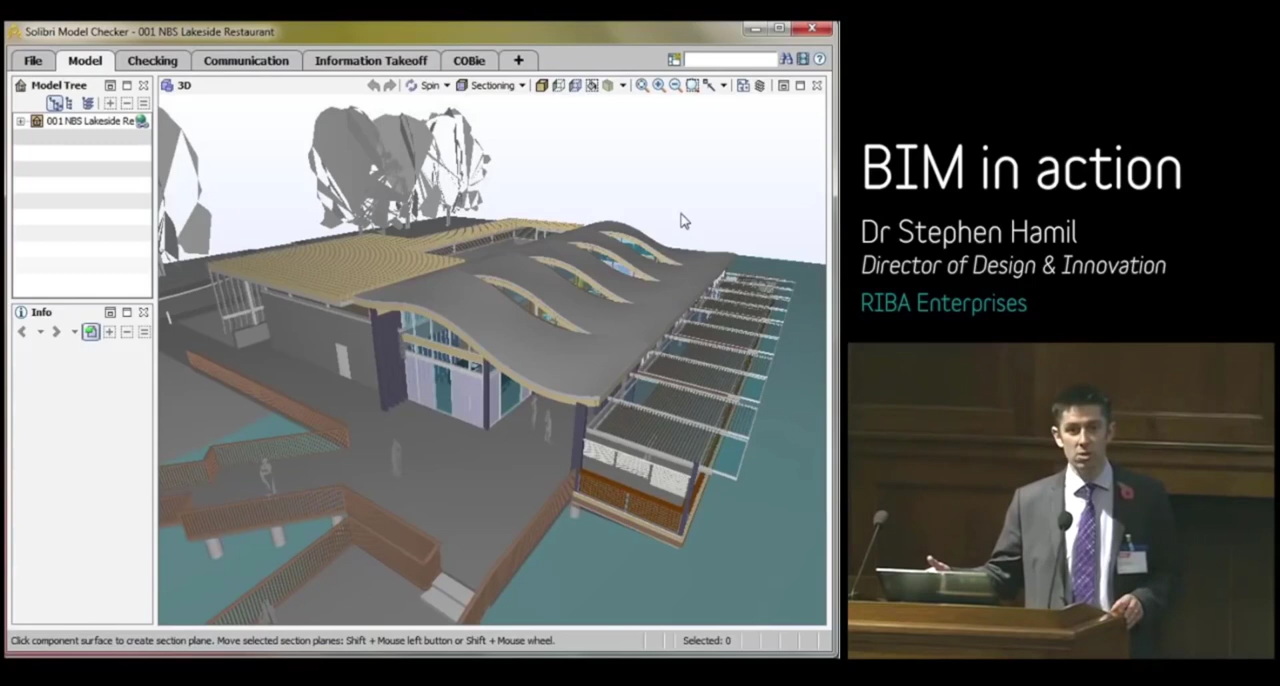 Solibri Model Checker - 001 NBS Lakeside Restaurant
File Model Checking Communication Information Takeoff COBie +
Model Tree
3D
Spin
Sectioning
001 NBS Lakeside Re
Info
Click component surface to create section plane. Move selected section planes: Shift + Mouse left button or Shift + Mouse wheel.
Selected: 0
BIM in action
Dr Stephen Hamil
Director of Design & Innovation
RIBA Enterprises